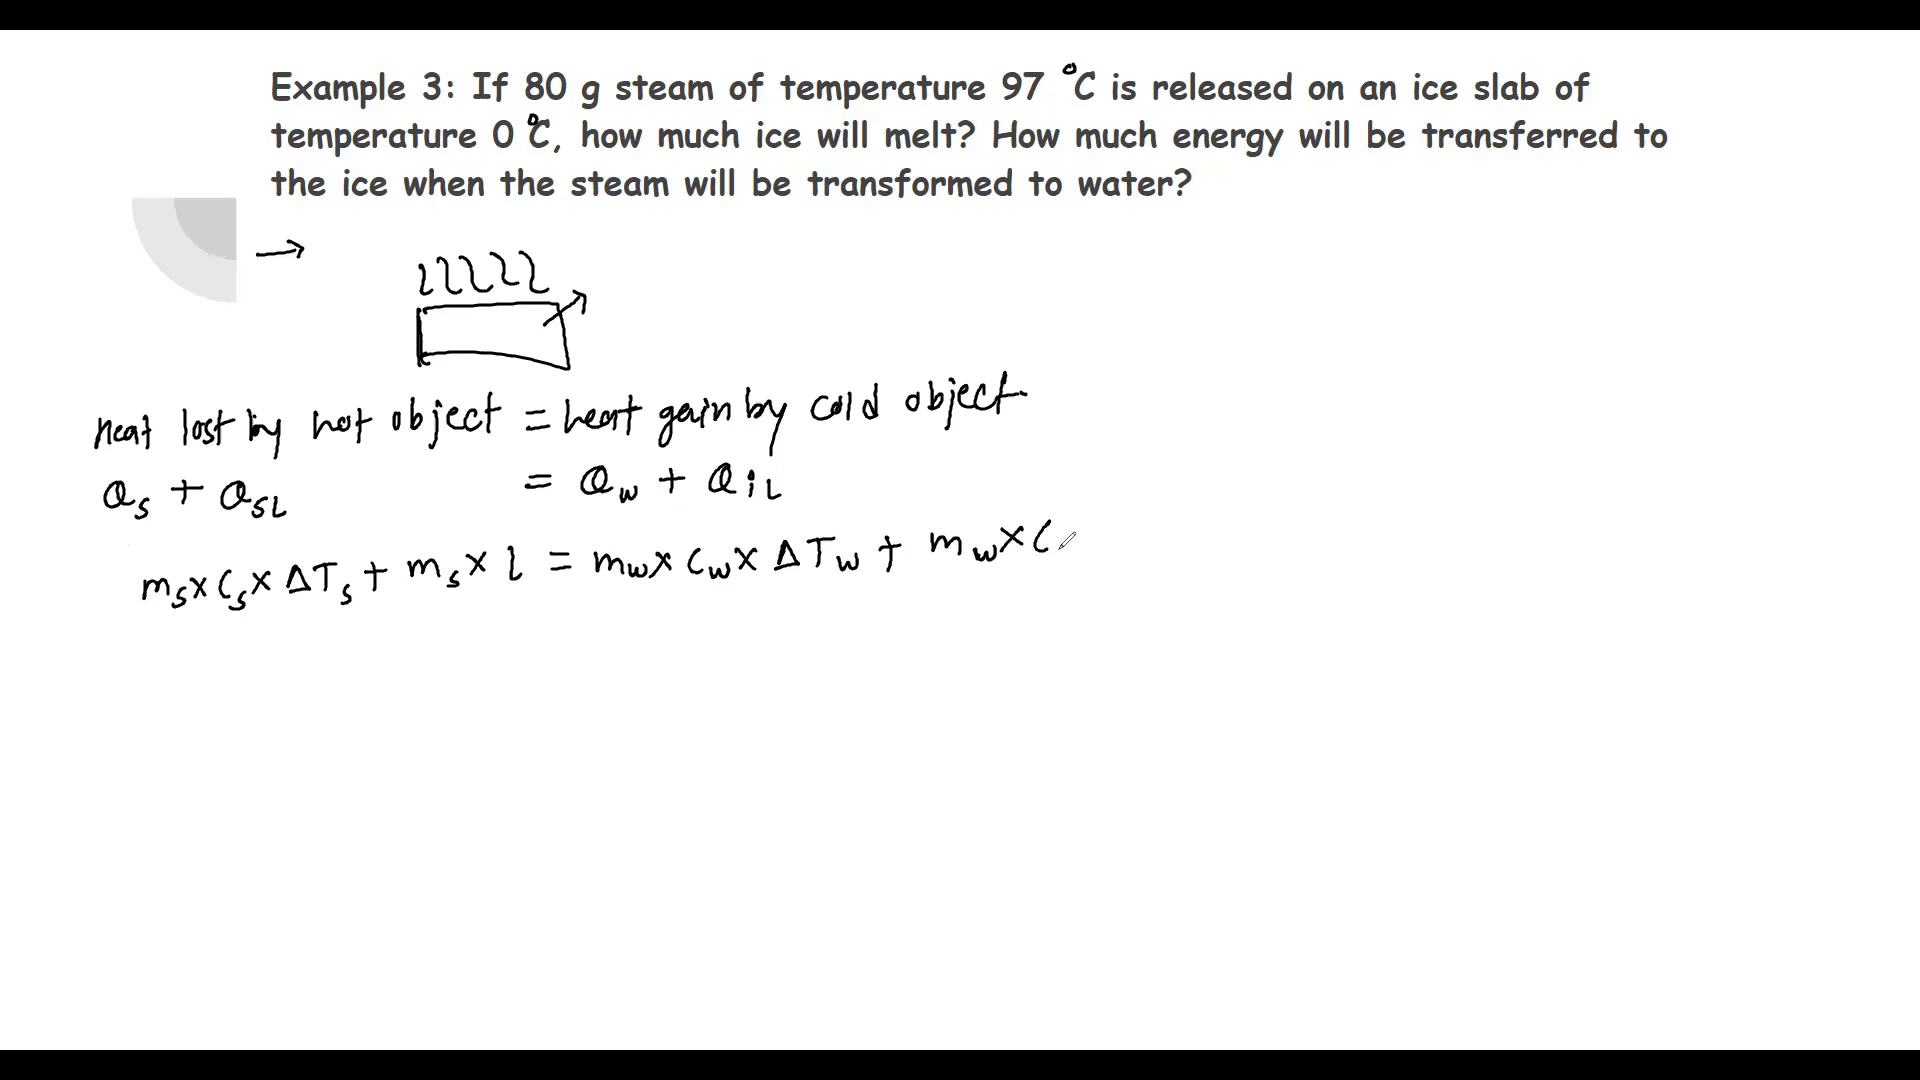 Example 3: If 80 g steam of temperature 97 °C is released on an ice slab of
temperature 0 °C, how much ice will melt? How much energy will be transferred to
the ice when the steam will be transformed to water?
Heat lost by hot object = heat gain by cold object
Qs + QsL = Qw + QiL
ms x Cs x ΔTs + ms x l = mw x Cw x ΔTw + mw x C